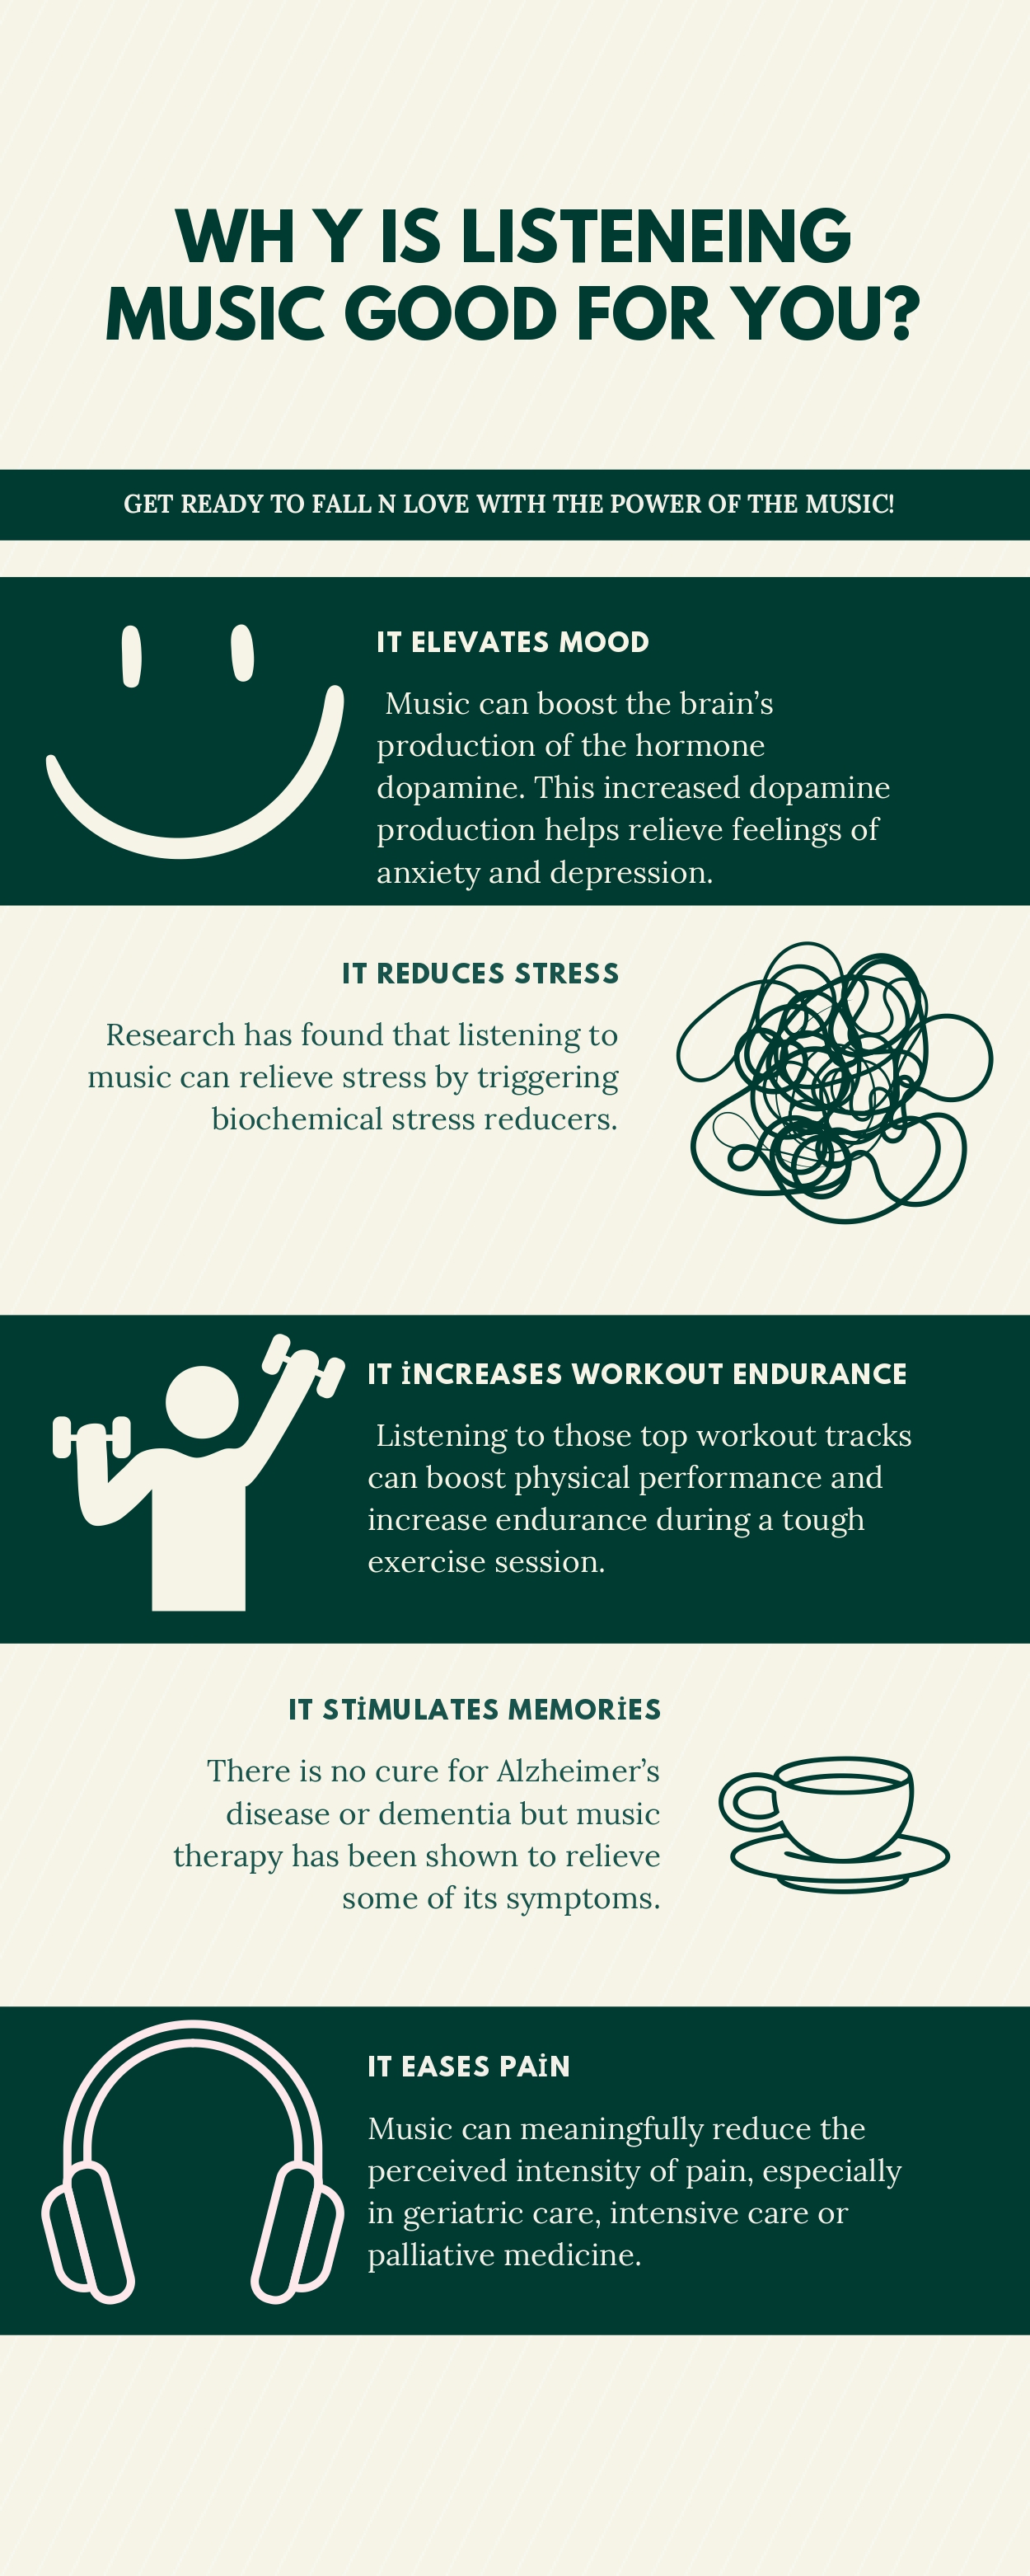 WH Y IS LISTENEING
MUSIC GOOD FOR YOU?
GET READY TO FALL N LOVE WITH THE POWER OF THE MUSIC!
IT ELEVATES MOOD
Music can boost the brain’s
production of the hormone
dopamine. This increased dopamine
production helps relieve feelings of
anxiety and depression.
IT REDUCES STRESS
Research has found that listening to
music can relieve stress by triggering
biochemical stress reducers.
IT İNCREASES WORKOUT ENDURANCE
Listening to those top workout tracks
can boost physical performance and
increase endurance during a tough
exercise session.
IT STİMULATES MEMORİES
There is no cure for Alzheimer’s
disease or dementia but music
therapy has been shown to relieve
some of its symptoms.
IT EASES PAİN
Music can meaningfully reduce the
perceived intensity of pain, especially
in geriatric care, intensive care or
palliative medicine.